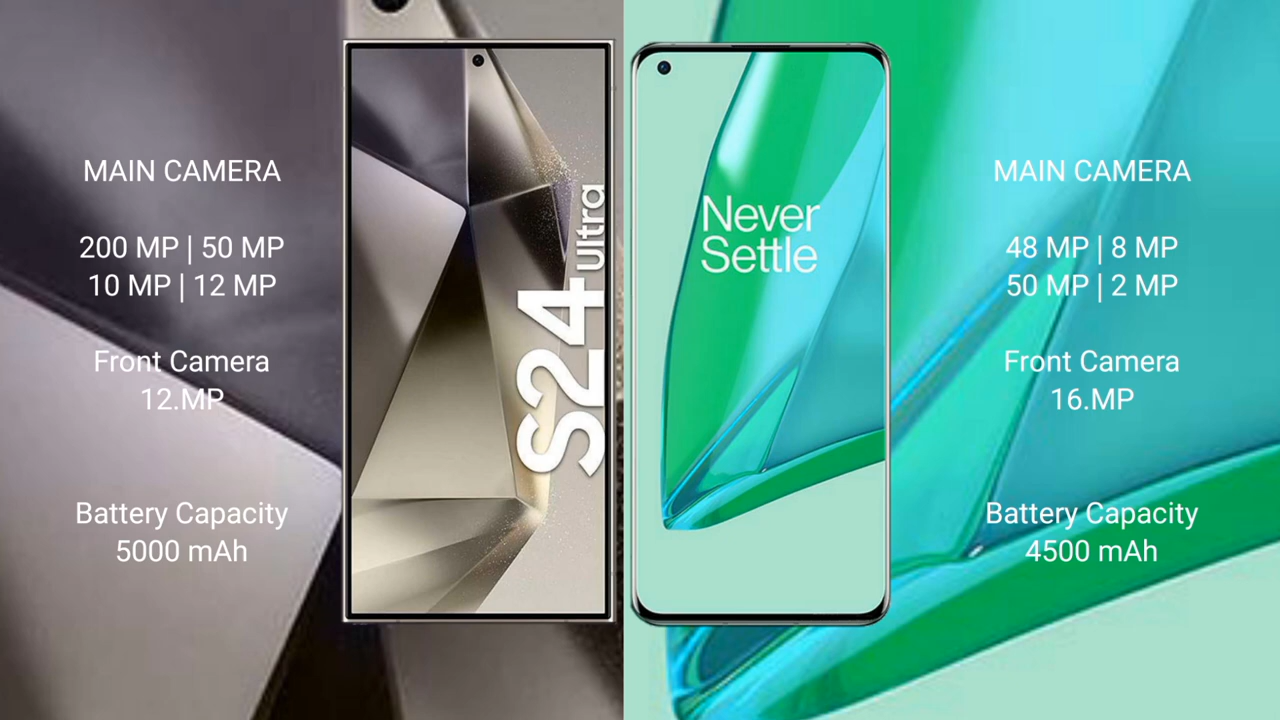 MAIN CAMERA
200 MP | 50 MP
10 MP | 12 MP
Front Camera
12.MP
Battery Capacity
5000 mAh
S24 Ultra
Never
Settle
MAIN CAMERA
48 MP | 8 MP
50 MP | 2 MP
Front Camera
16.MP
Battery Capacity
4500 mAh